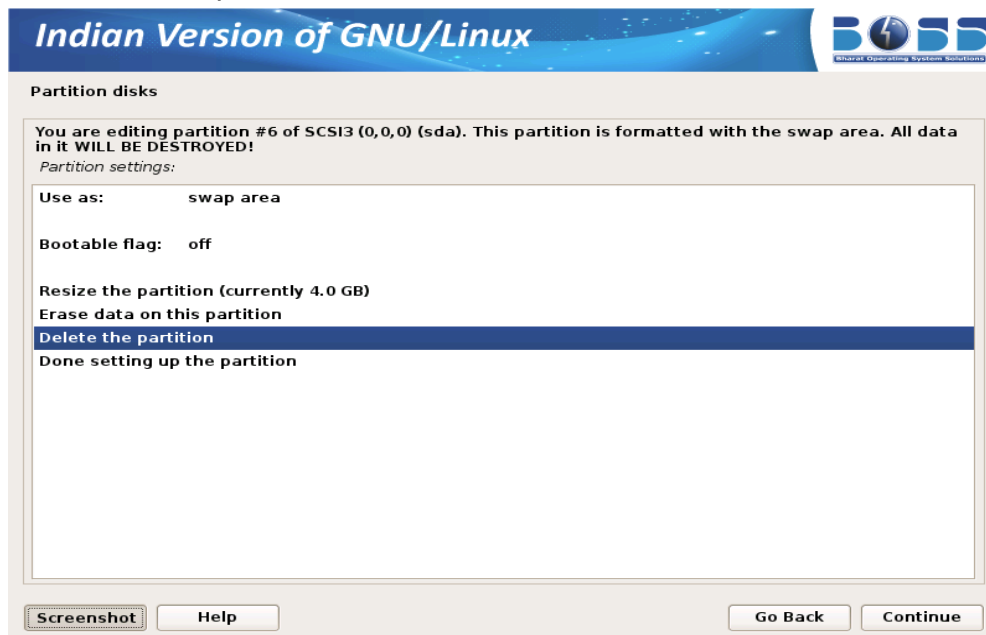 Indian Version of GNU/Linux
BOSS
Bharat Operating System Solutions
Partition disks
You are editing partition #6 of SCSI3 (0,0,0) (sda). This partition is formatted with the swap area. All data
in it WILL BE DESTROYED!
Partition settings:
Use as: swap area
Bootable flag: off
Resize the partition (currently 4.0 GB)
Erase data on this partition
Delete the partition
Done setting up the partition
Screenshot Help Go Back Continue